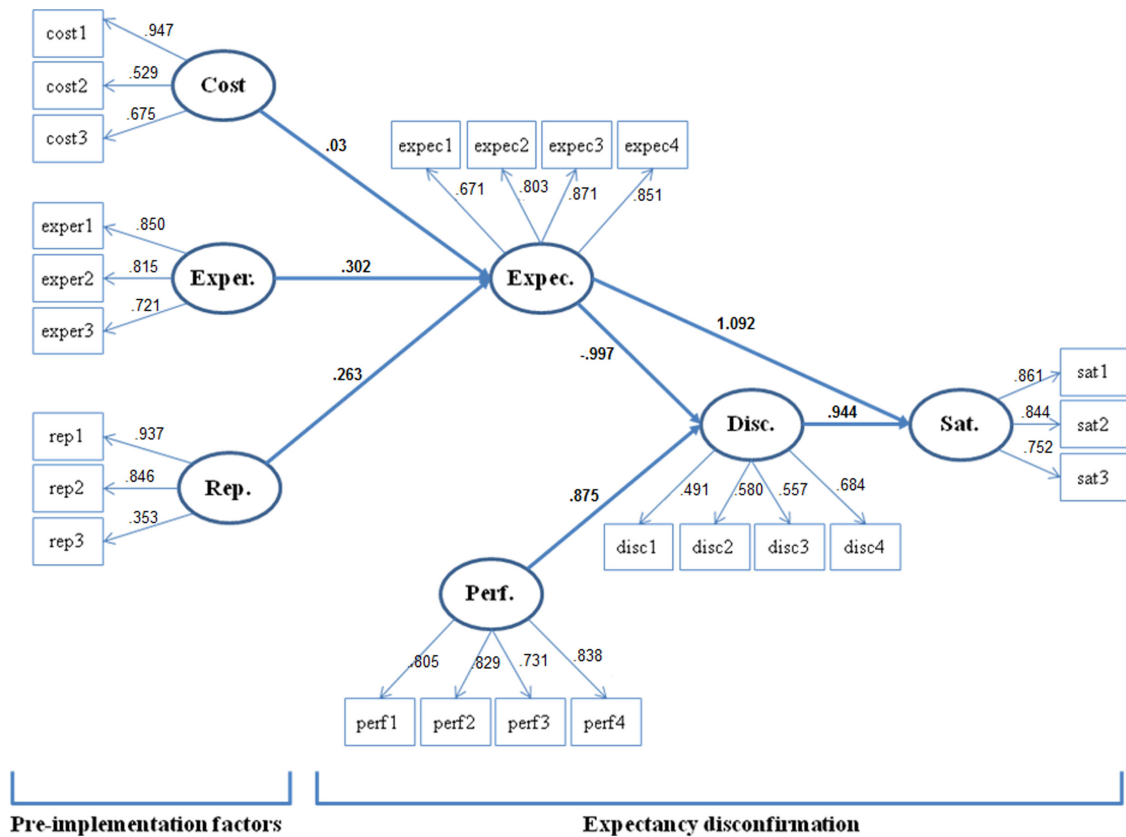 cost1
.947
cost2
.529
Cost
cost3
.675
.03
expec1
expec2
expec3
expec4
.671
.803
.871
.851
exper1
.850
exper2
.815
Exper.
.302
Expec.
exper3
.721
1.092
-.997
.263
rep1
.937
rep2
.846
Rep.
rep3
.353
Disc.
.944
Sat.
.861
sat1
.844
sat2
.752
sat3
.875
.491
.580
.557
.684
disc1
disc2
disc3
disc4
Perf.
.805
.829
.731
.838
perf1
perf2
perf3
perf4
Pre-implementation factors
Expectancy disconfirmation